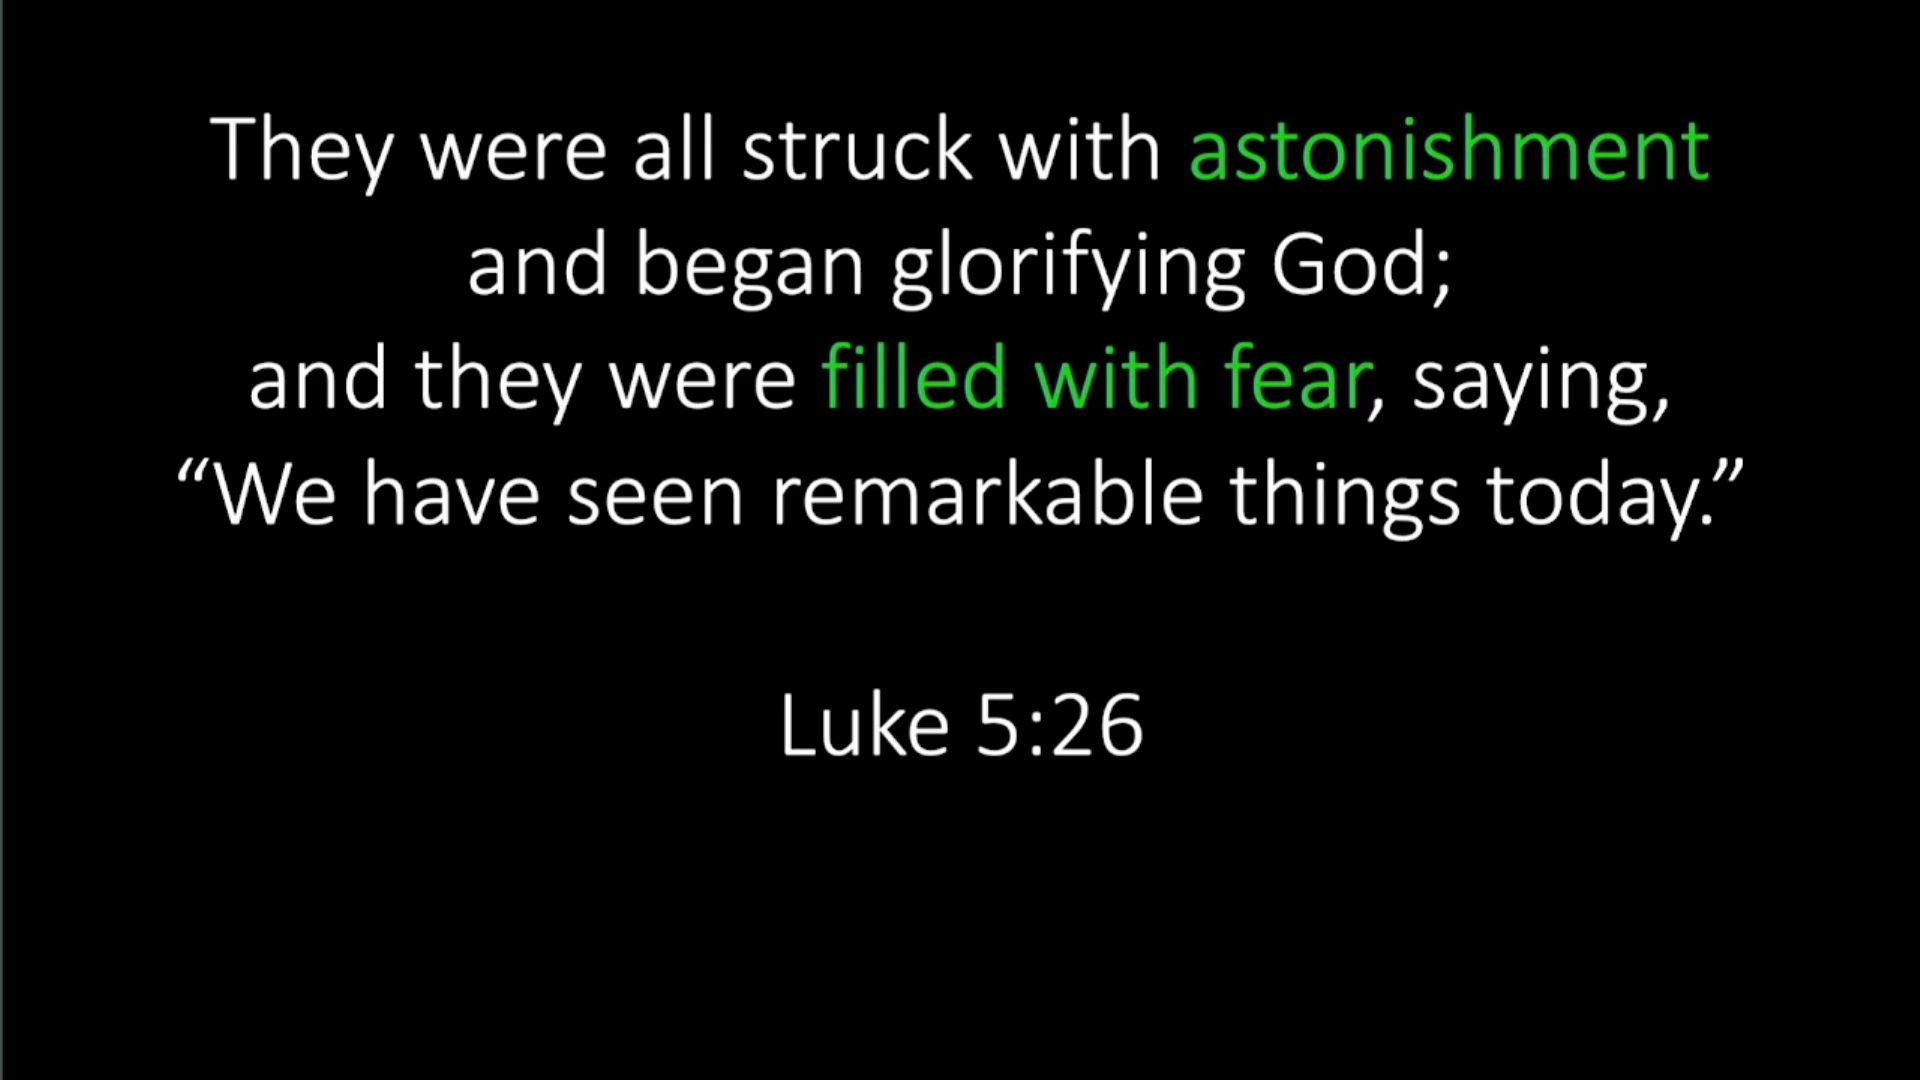 They were all struck with astonishment
and began glorifying God;
and they were filled with fear, saying,
“We have seen remarkable things today.”
Luke 5:26